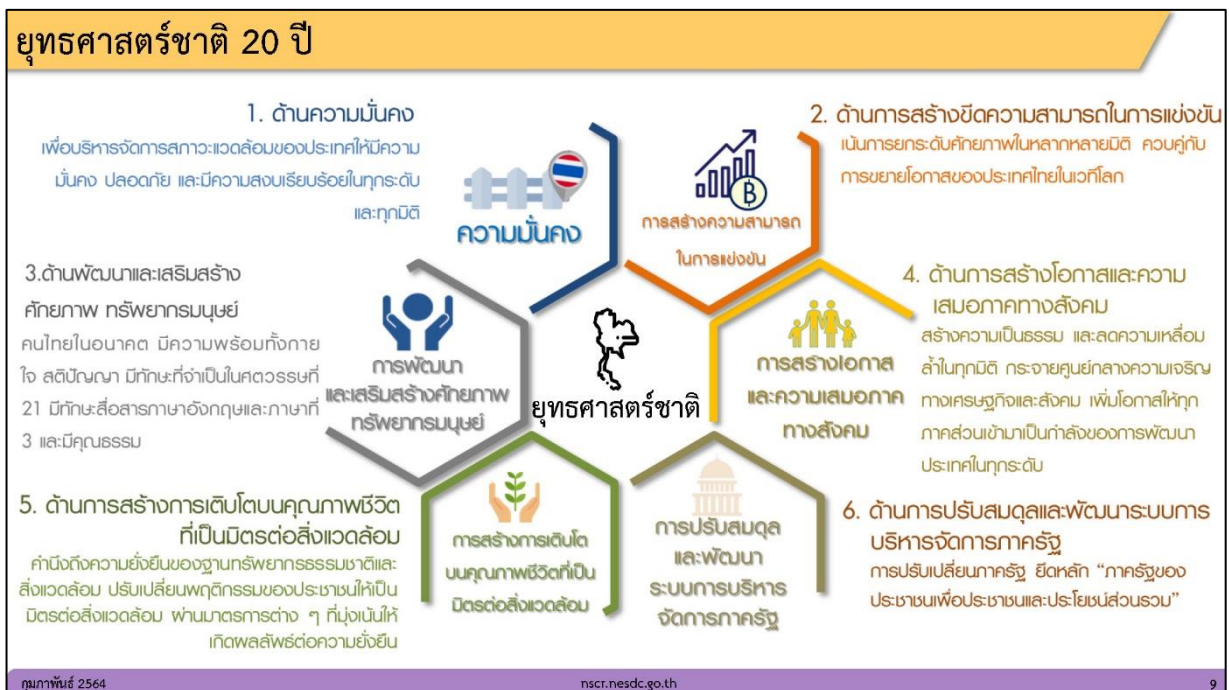 ยุทธศาสตร์ชาติ 20 ปี
1. ด้านความมั่นคง
เพื่อบริหารจัดการสภาวะแวดล้อมของประเทศให้มีความ
มั่นคง ปลอดภัย และมีความสงบเรียบร้อยในทุกระดับ
และทุกมิติ
ความมั่นคง
2. ด้านการสร้างขีดความสามารถในการแข่งขัน
เน้นการยกระดับศักยภาพในหลากหลายมิติ ควบคู่กับ
การขยายโอกาสของประเทศไทยในเวทีโลก
การสร้างความสามารถ
ในการแข่งขัน
3.ด้านพัฒนาและเสริมสร้าง
ศักยภาพ ทรัพยากรมนุษย์
คนไทยในอนาคต มีความพร้อมทั้งกาย
ใจ สติปัญญา มีทักษะที่จำเป็นในศตวรรษที่
21 มีทักษะสื่อสารภาษาอังกฤษและภาษาที่
3 และมีคุณธรรม
การพัฒนา
และเสริมสร้างศักยภาพ
ทรัพยากรมนุษย์
ยุทธศาสตร์ชาติ
4. ด้านการสร้างโอกาสและความ
เสมอภาคทางสังคม
สร้างความเป็นธรรม และลดความเหลื่อม
ล้ำในทุกมิติ กระจายศูนย์กลางความเจริญ
ทางเศรษฐกิจและสังคม เพิ่มโอกาสให้ทุก
ภาคส่วนเข้ามาเป็นกำลังของการพัฒนา
ประเทศในทุกระดับ
การสร้างโอกาส
และความเสมอภาค
ทางสังคม
5. ด้านการสร้างการเติบโตบนคุณภาพชีวิต
ที่เป็นมิตรต่อสิ่งแวดล้อม
คำนึงถึงความยั่งยืนของฐานทรัพยากรธรรมชาติและ
สิ่งแวดล้อม ปรับเปลี่ยนพฤติกรรมของประชาชนให้เป็น
มิตรต่อสิ่งแวดล้อม ผ่านมาตรการต่าง ๆ ที่มุ่งเน้นให้
เกิดผลลัพธ์ต่อความยั่งยืน
การสร้างการเติบโต
บนคุณภาพชีวิตที่เป็น
มิตรต่อสิ่งแวดล้อม
การปรับสมดุล
และพัฒนา
ระบบการบริหาร
จัดการภาครัฐ
6. ด้านการปรับสมดุลและพัฒนาระบบการ
บริหารจัดการภาครัฐ
การปรับเปลี่ยนภาครัฐ ยึดหลัก “ภาครัฐของ
ประชาชนเพื่อประชาชนและประโยชน์ส่วนรวม”
กุมภาพันธ์ 2564
nscr.nesdc.go.th
9